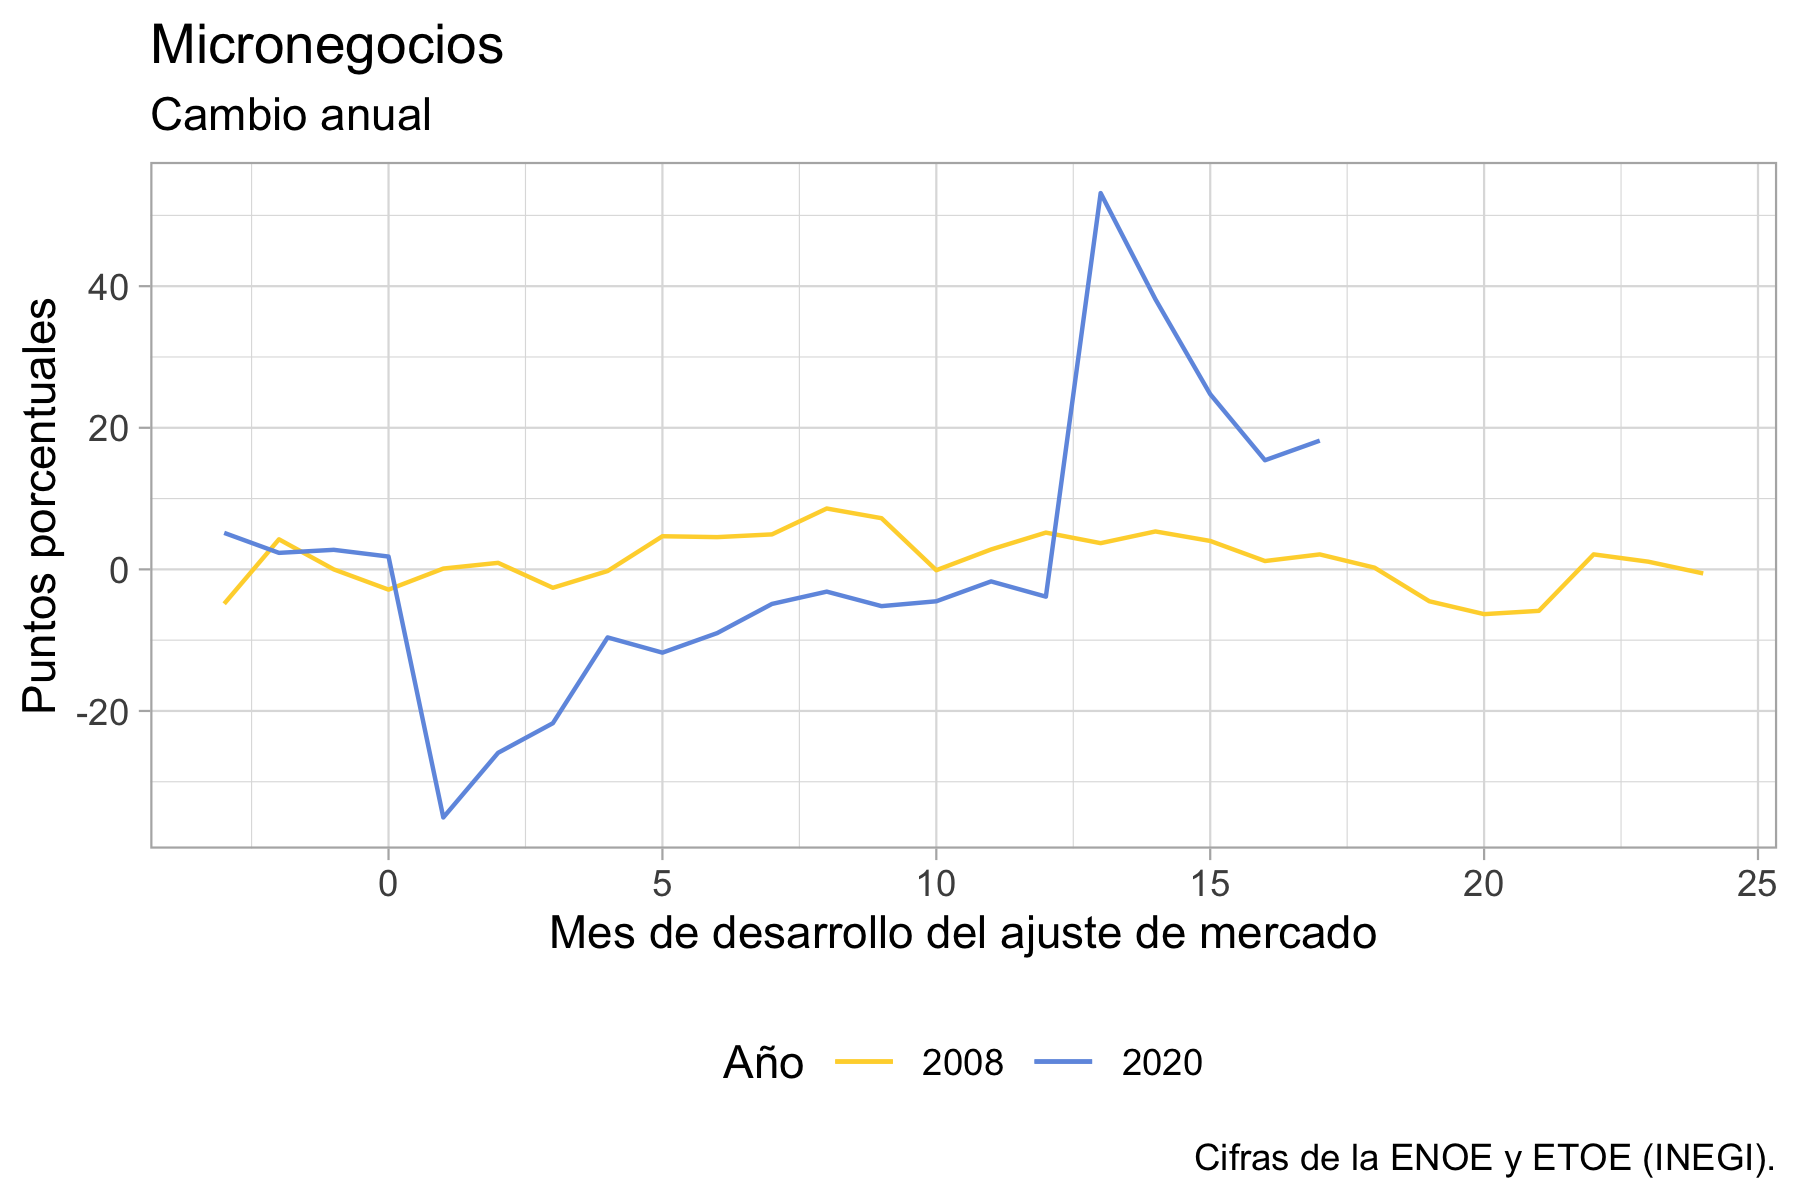 Micronegocios
Cambio anual
Puntos porcentuales
40
20
0
-20
0 5 10 15 20 25
Mes de desarrollo del ajuste de mercado
Año 2008 2020
Cifras de la ENOE y ETOE (INEGI).